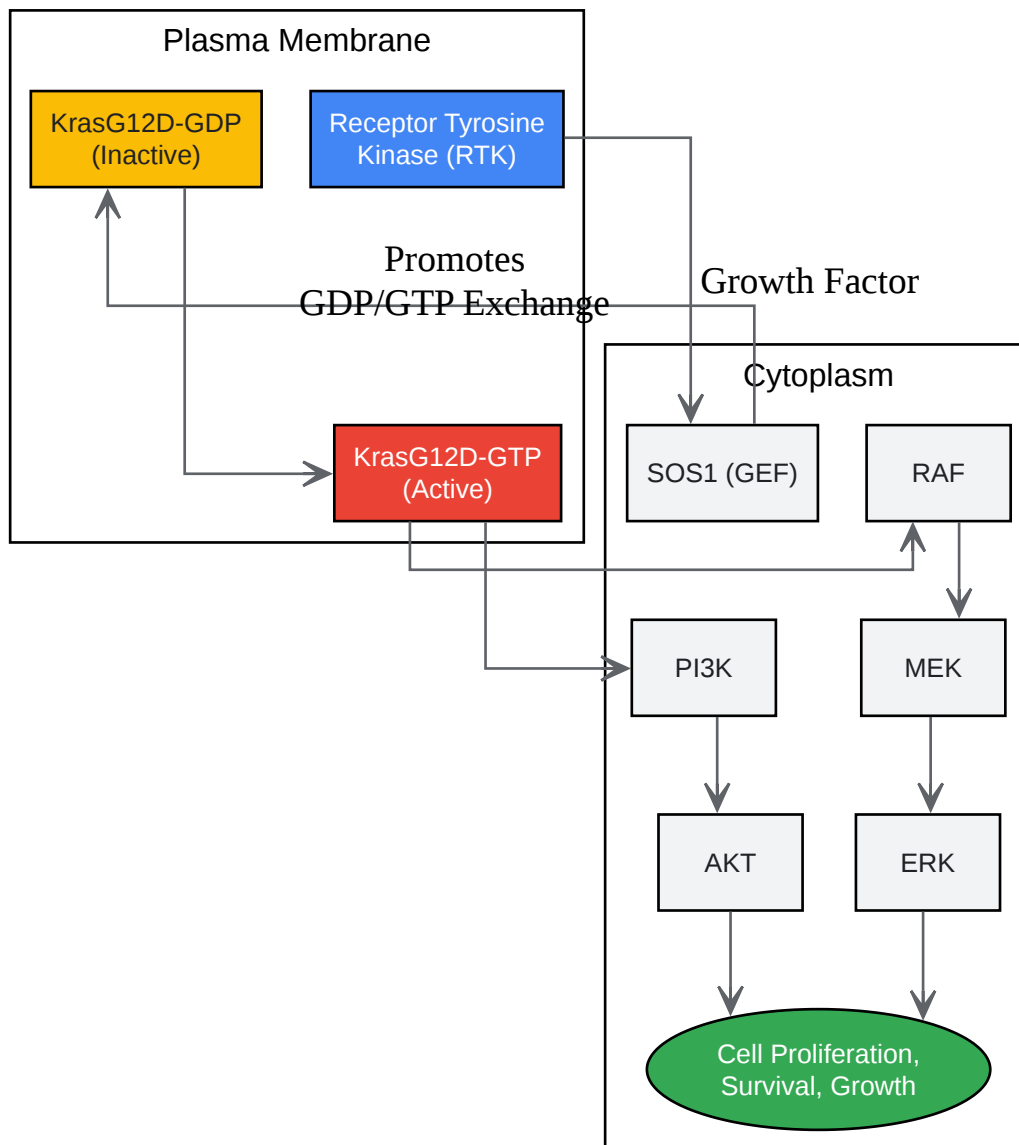 Plasma Membrane
KrasG12D-GDP
(Inactive)
Receptor Tyrosine
Kinase (RTK)
Promotes
GDP/GTP Exchange
Growth Factor
Cytoplasm
KrasG12D-GTP
(Active)
SOS1 (GEF)
RAF
PI3K
MEK
AKT
ERK
Cell Proliferation,
Survival, Growth